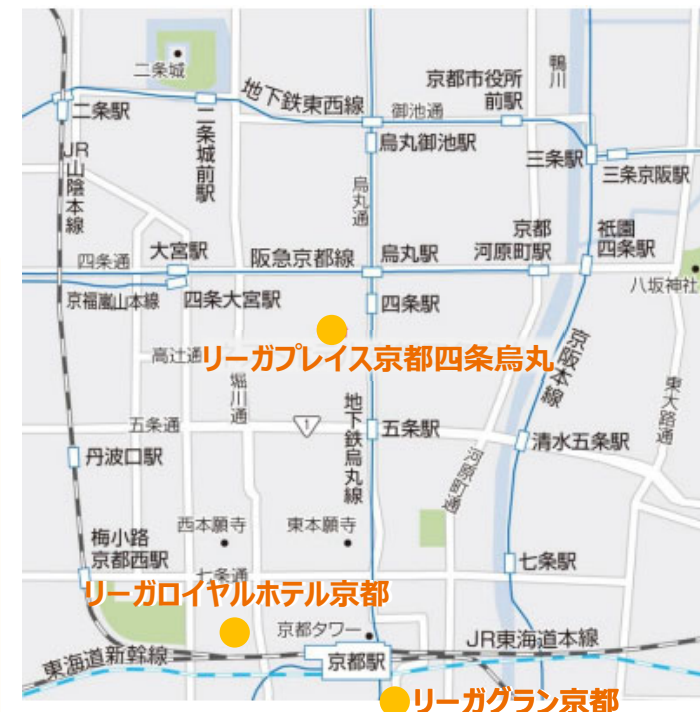 二条城
京都市役所
前駅
鴨川
地下鉄東西線
御池通
二条駅
二条城前駅
烏丸御池駅
三条駅
三条京阪駅
JR山陰本線
烏丸通
四条通
大宮駅
阪急京都線
烏丸駅
京都
河原町駅
祇園
四条駅
八坂神社
京福嵐山本線
四条大宮駅
四条駅
リーガプレイス京都四条烏丸
高辻通
堀川通
京阪本線
東大路通
五条通
1
地下鉄烏丸線
五条駅
清水五条駅
丹波口駅
河原町通
西本願寺
東本願寺
梅小路
京都西駅
七条通
七条駅
リーガロイヤルホテル京都
京都タワー
JR東海道本線
東海道新幹線
京都駅
リーガグラン京都